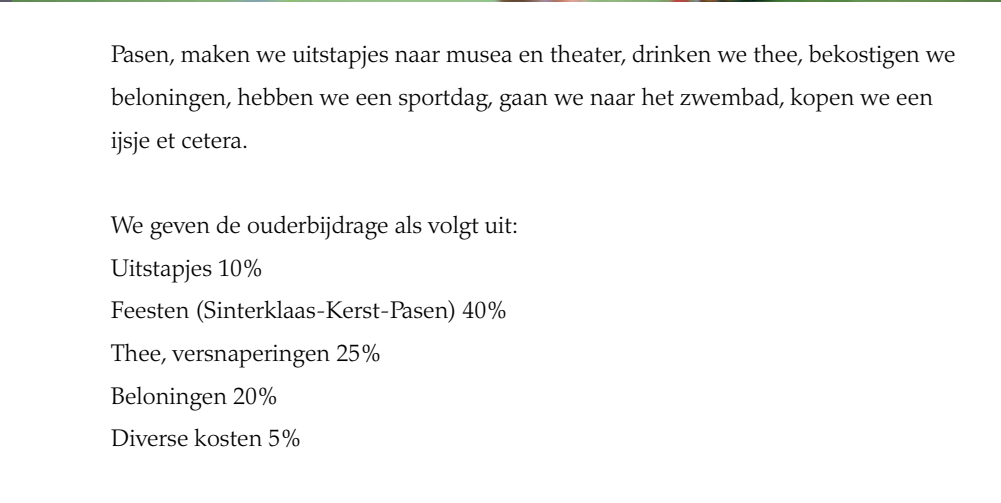 Pasen, maken we uitstapjes naar musea en theater, drinken we thee, bekostigen we
beloningen, hebben we een sportdag, gaan we naar het zwembad, kopen we een
ijsje et cetera.
We geven de ouderbijdrage als volgt uit:
Uitstapjes 10%
Feesten (Sinterklaas-Kerst-Pasen) 40%
Thee, versnaperingen 25%
Beloningen 20%
Diverse kosten 5%